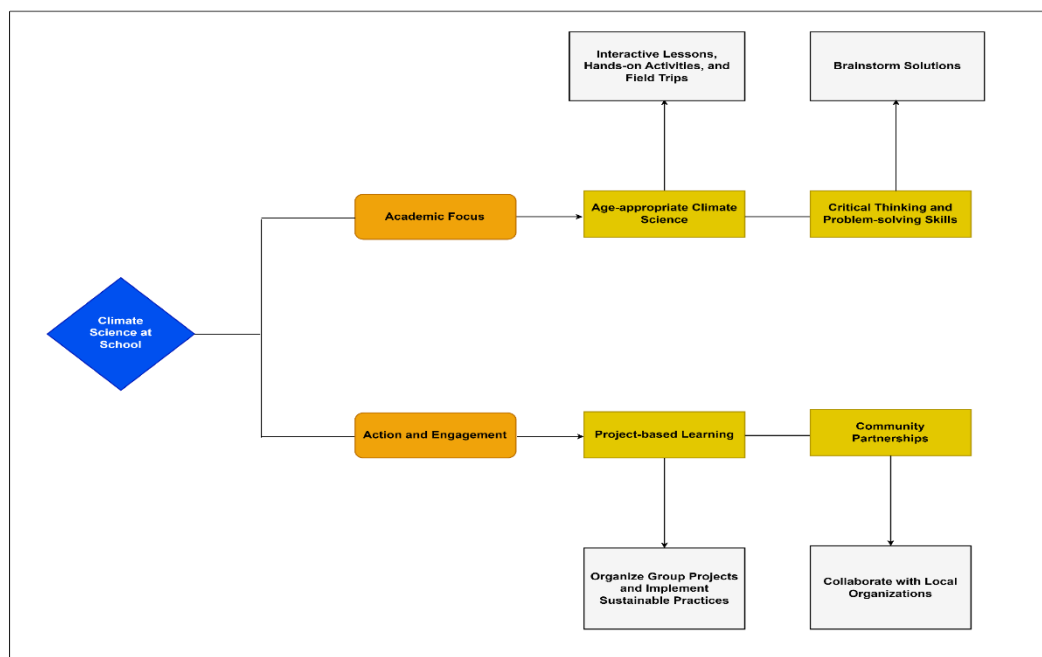 Interactive Lessons,
Hands-on Activities, and
Field Trips
Brainstorm Solutions
Academic Focus
Age-appropriate Climate
Science
Critical Thinking and
Problem-solving Skills
Climate
Science at
School
Action and Engagement
Project-based Learning
Community
Partnerships
Organize Group Projects
and Implement
Sustainable Practices
Collaborate with Local
Organizations